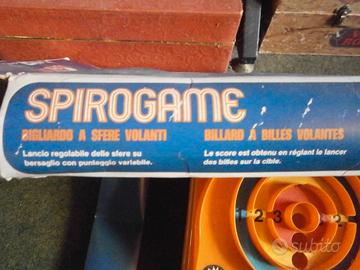 SPIROGAME
BIGLIARDO A SFERE VOLANTI
BILLARD A BILLES VOLANTES
Lancio regolabile delle sfere su
bersaglio con punteggio variabile.
Le score est obtenu en réglant le lancer
des billes sur la cible.
2 3 2
subito